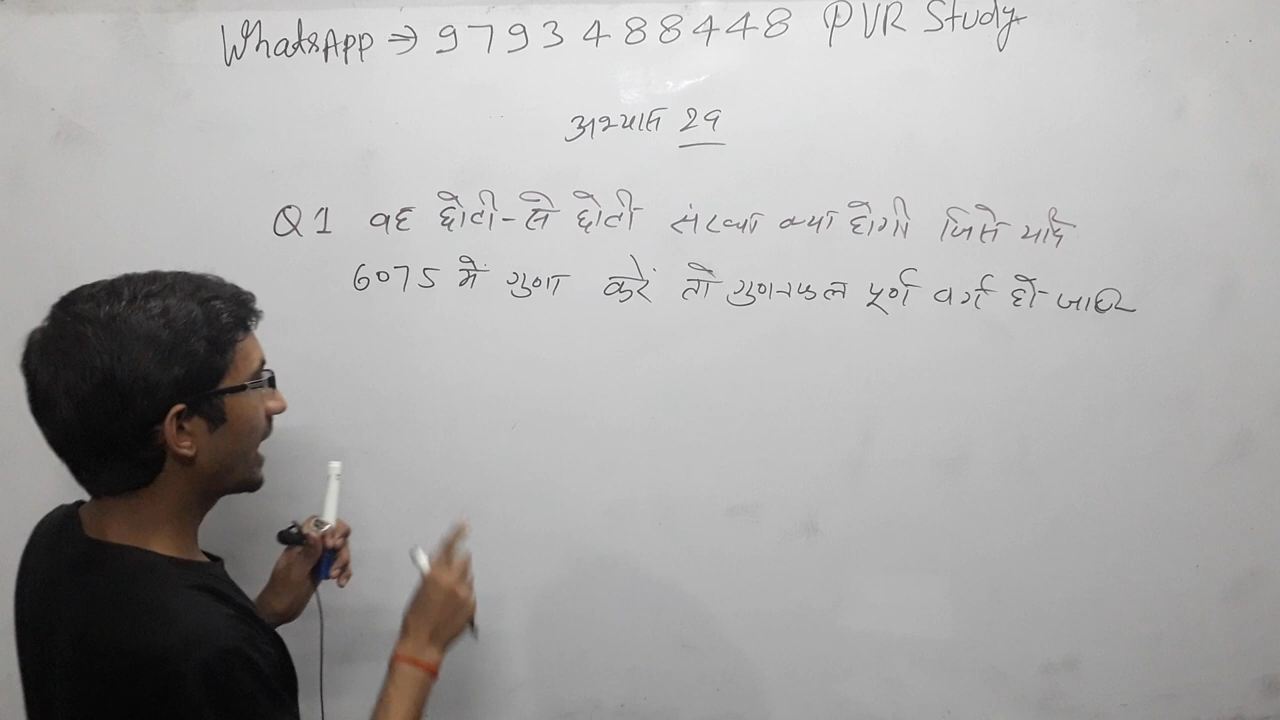 WhatsApp ⇒ 9793488448 PVR Study
अभ्यास 29
Q1 वह छोटी-से छोटी संख्या क्या होगी जिसे यदि
6075 में गुणा करें तो गुणनफल पूर्ण वर्ग हो जाए